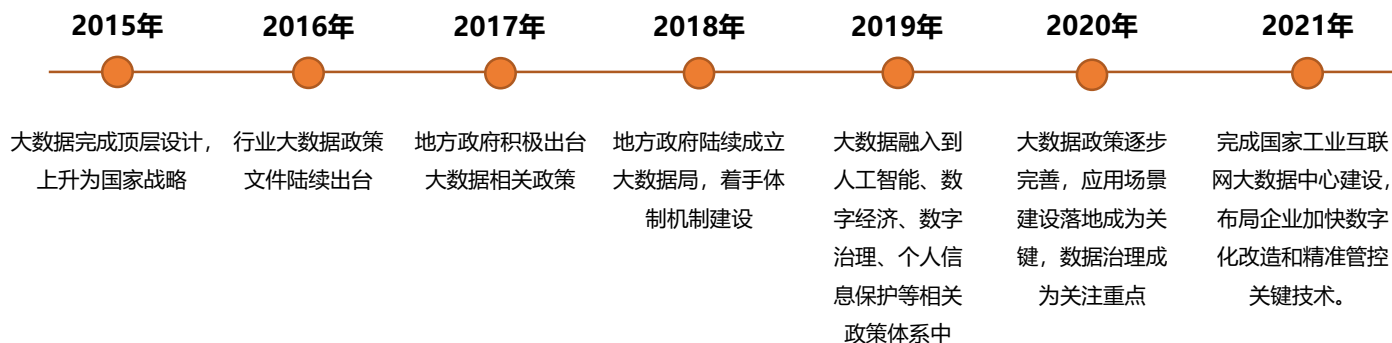 2015年
大数据完成顶层设计，
上升为国家战略
2016年
行业大数据政策
文件陆续出台
2017年
地方政府积极出台
大数据相关政策
2018年
地方政府陆续成立
大数据局，着手体
制机制建设
2019年
大数据融入到
人工智能、数
字经济、数字
治理、个人信
息保护等相关
政策体系中
2020年
大数据政策逐步
完善，应用场景
建设落地成为关
键，数据治理成
为关注重点
2021年
完成国家工业互联
网大数据中心建设，
布局企业加快数字
化改造和精准管控
关键技术。